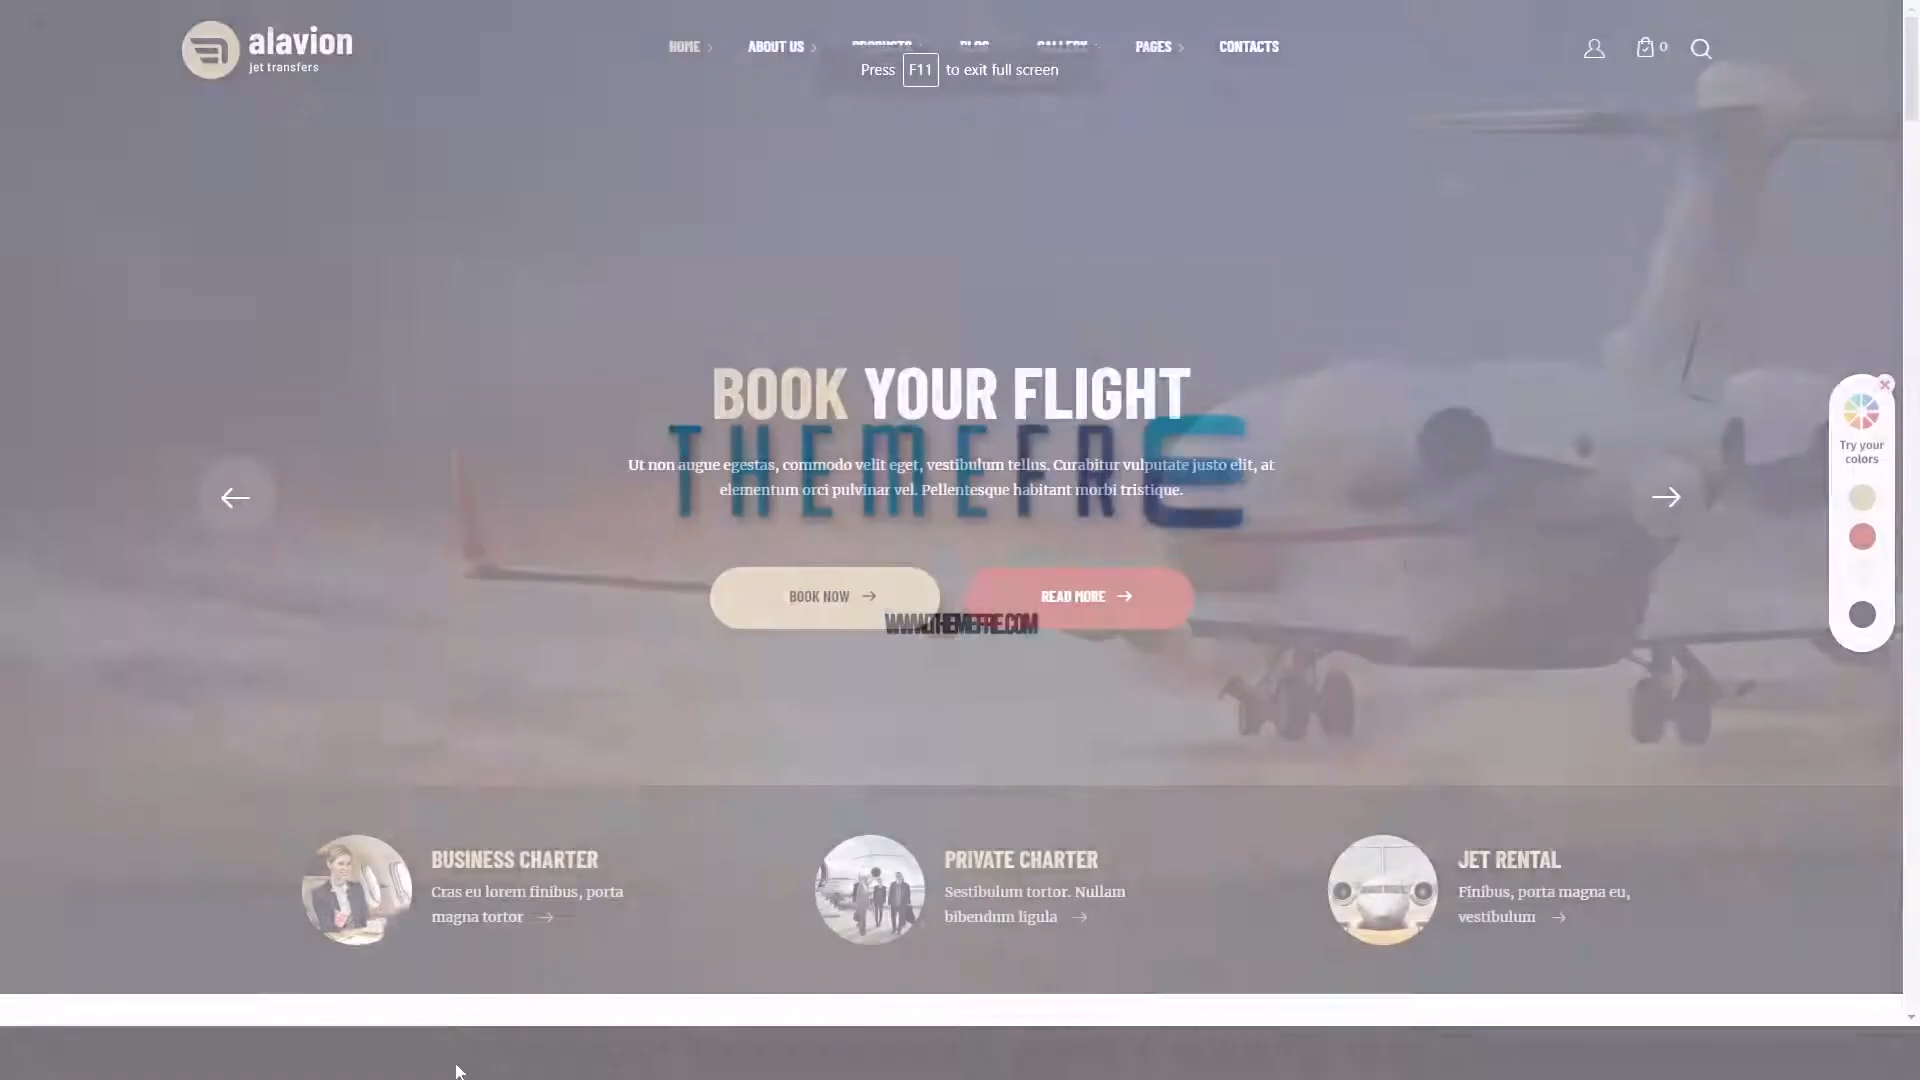 alavion
jet transfers
HOME
ABOUT US
PRODUCTS
BLOG
GALLERY
PAGES
CONTACTS
0
Press F11 to exit full screen
BOOK YOUR FLIGHT
THEMEFRE
Ut non augue egestas, commodo velit eget, vestibulum tellus. Curabitur vulputate justo elit, at
elementum orci pulvinar vel. Pellentesque habitant morbi tristique.
BOOK NOW
READ MORE
WWW.THEMEFRE.COM
Try your
colors
BUSINESS CHARTER
Cras eu lorem finibus, porta
magna tortor
PRIVATE CHARTER
Sestibulum tortor. Nullam
bibendum ligula
JET RENTAL
Finibus, porta magna eu,
vestibulum